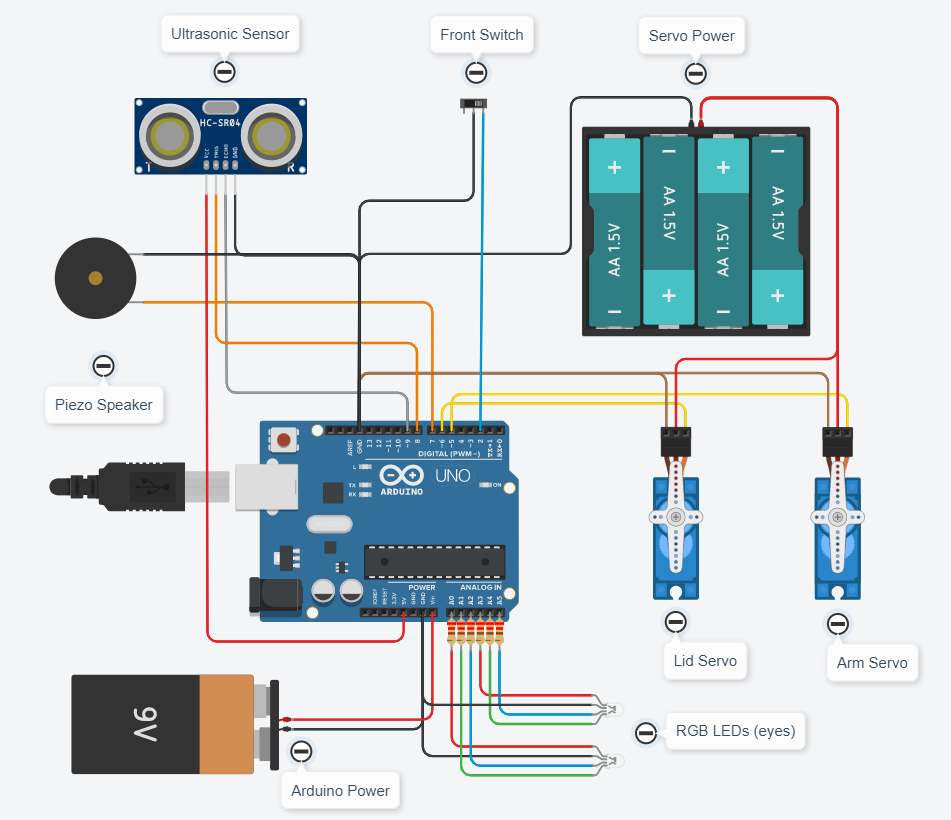 Ultrasonic Sensor
Front Switch
Servo Power
HC-SR04
VCC
TRIG
ECHO
GND
T
R
+
−
+
−
AA 1.5V
AA 1.5V
AA 1.5V
AA 1.5V
−
+
−
+
Piezo Speaker
AREF
GND
13
12
~11
~10
~9
8
7
~6
~5
4
~3
2
TX→1
RX←0
DIGITAL (PWM~)
L
TX
RX
ARDUINO
UNO
ON
POWER
ANALOG IN
IOREF
RESET
3.3V
5V
GND
GND
Vin
A0
A1
A2
A3
A4
A5
Lid Servo
Arm Servo
9V
RGB LEDs (eyes)
Arduino Power